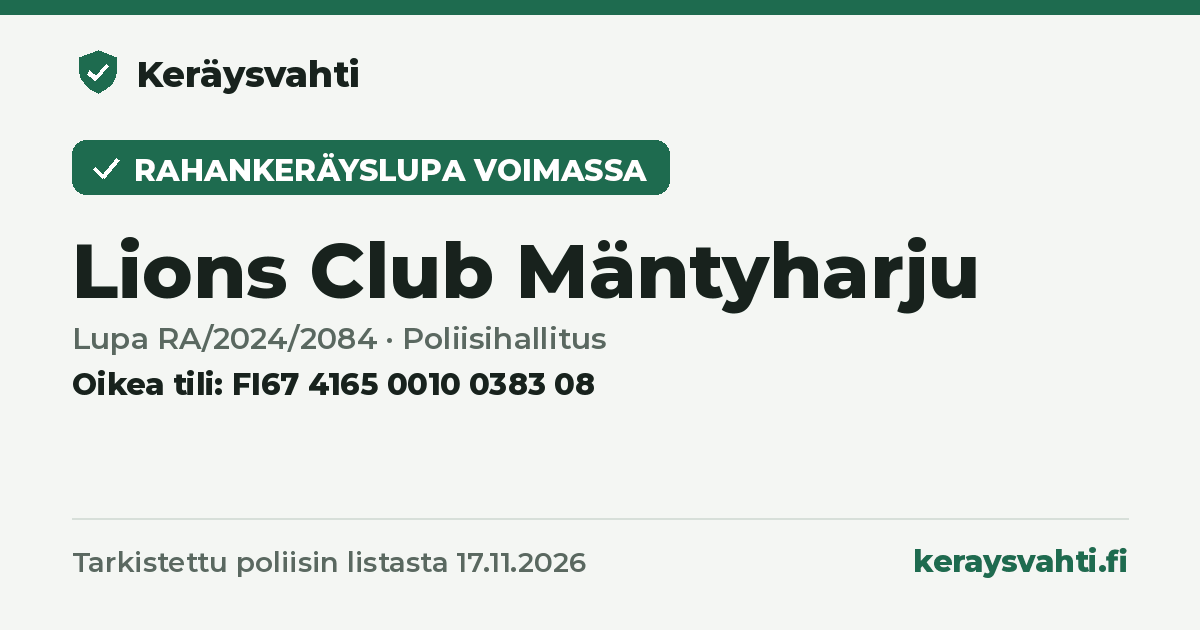 Keräysvahti
RAHANKERÄYSLUPA VOIMASSA
Lions Club Mäntyharju
Lupa RA/2024/2084 · Poliisihallitus
Oikea tili: FI67 4165 0010 0383 08
Tarkistettu poliisin listasta 17.11.2026
keraysvahti.fi